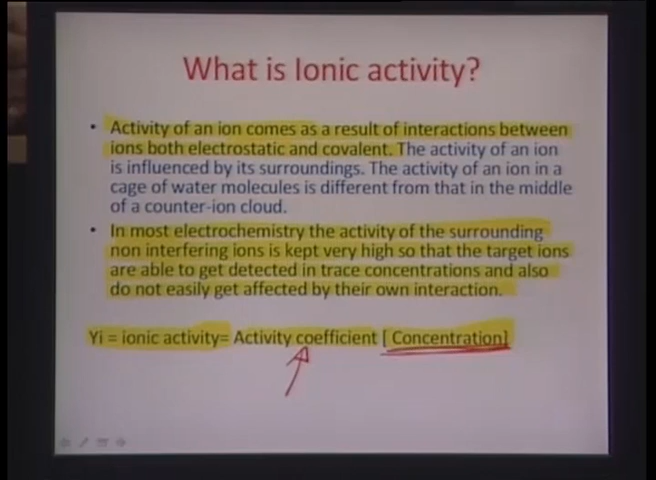 What is Ionic activity?
• Activity of an ion comes as a result of interactions between
ions both electrostatic and covalent. The activity of an ion
is influenced by its surroundings. The activity of an ion in a
cage of water molecules is different from that in the middle
of a counter-ion cloud.
• In most electrochemistry the activity of the surrounding
non interfering ions is kept very high so that the target ions
are able to get detected in trace concentrations and also
do not easily get affected by their own interaction.
Yi = ionic activity= Activity coefficient [ Concentration]